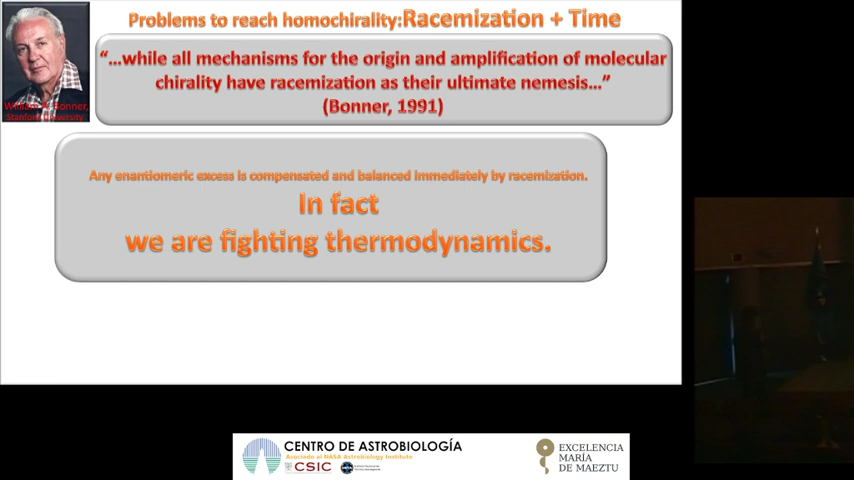 Problems to reach homochirality:Racemization + Time
William A. Bonner,
Stanford University
“...while all mechanisms for the origin and amplification of molecular
chirality have racemization as their ultimate nemesis...”
(Bonner, 1991)
Any enantiomeric excess is compensated and balanced immediately by racemization.
In fact
we are fighting thermodynamics.
CENTRO DE ASTROBIOLOGÍA
Asociado al NASA Astrobiology Institute
CSIC
EXCELENCIA
MARÍA
DE MAEZTU